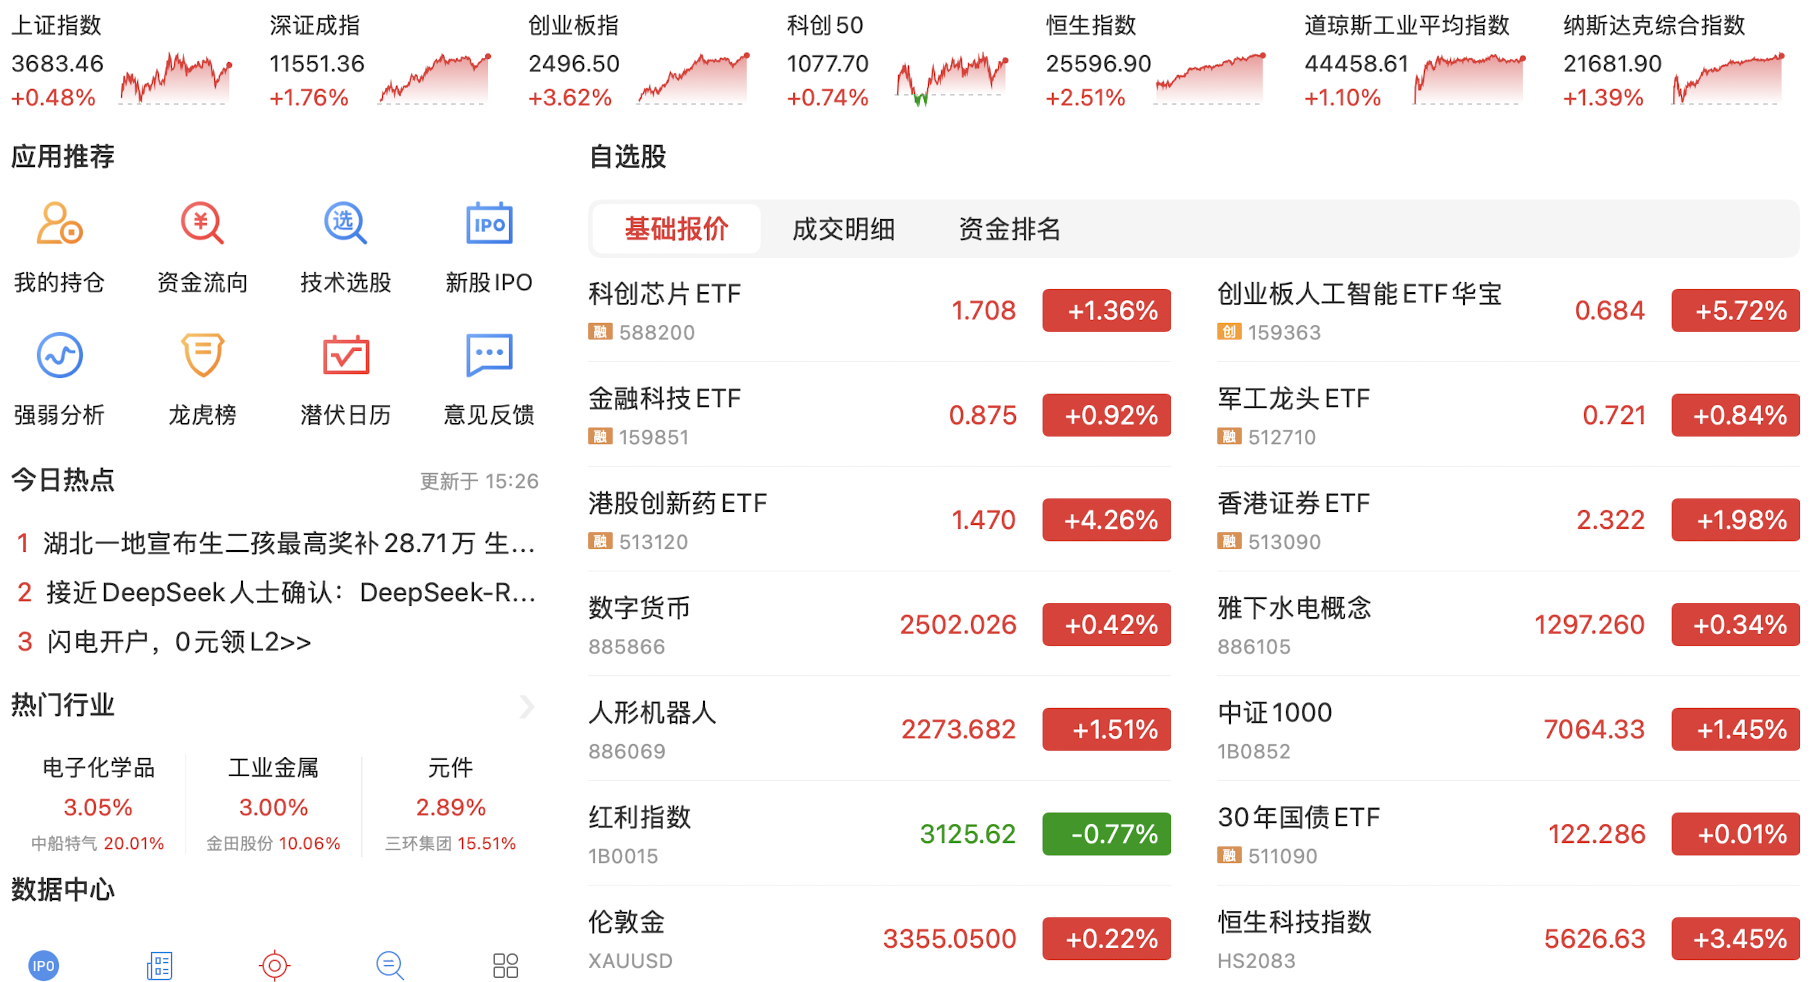 上证指数
3683.46
+0.48%
深证成指
11551.36
+1.76%
创业板指
2496.50
+3.62%
科创50
1077.70
+0.74%
恒生指数
25596.90
+2.51%
道琼斯工业平均指数
44458.61
+1.10%
纳斯达克综合指数
21681.90
+1.39%
应用推荐
¥
选
IPO
我的持仓
资金流向
技术选股
新股IPO
强弱分析
龙虎榜
潜伏日历
意见反馈
今日热点
更新于 15:26
1 湖北一地宣布生二孩最高奖补28.71万 生...
2 接近DeepSeek人士确认：DeepSeek-R...
3 闪电开户，0元领L2>>
热门行业
电子化学品
3.05%
中船特气 20.01%
工业金属
3.00%
金田股份 10.06%
元件
2.89%
三环集团 15.51%
数据中心
IPO
自选股
基础报价
成交明细
资金排名
科创芯片ETF
融 588200
1.708
+1.36%
创业板人工智能ETF华宝
创 159363
0.684
+5.72%
金融科技ETF
融 159851
0.875
+0.92%
军工龙头ETF
融 512710
0.721
+0.84%
港股创新药ETF
融 513120
1.470
+4.26%
香港证券ETF
融 513090
2.322
+1.98%
数字货币
885866
2502.026
+0.42%
雅下水电概念
886105
1297.260
+0.34%
人形机器人
886069
2273.682
+1.51%
中证1000
1B0852
7064.33
+1.45%
红利指数
1B0015
3125.62
-0.77%
30年国债ETF
融 511090
122.286
+0.01%
伦敦金
XAUUSD
3355.0500
+0.22%
恒生科技指数
HS2083
5626.63
+3.45%